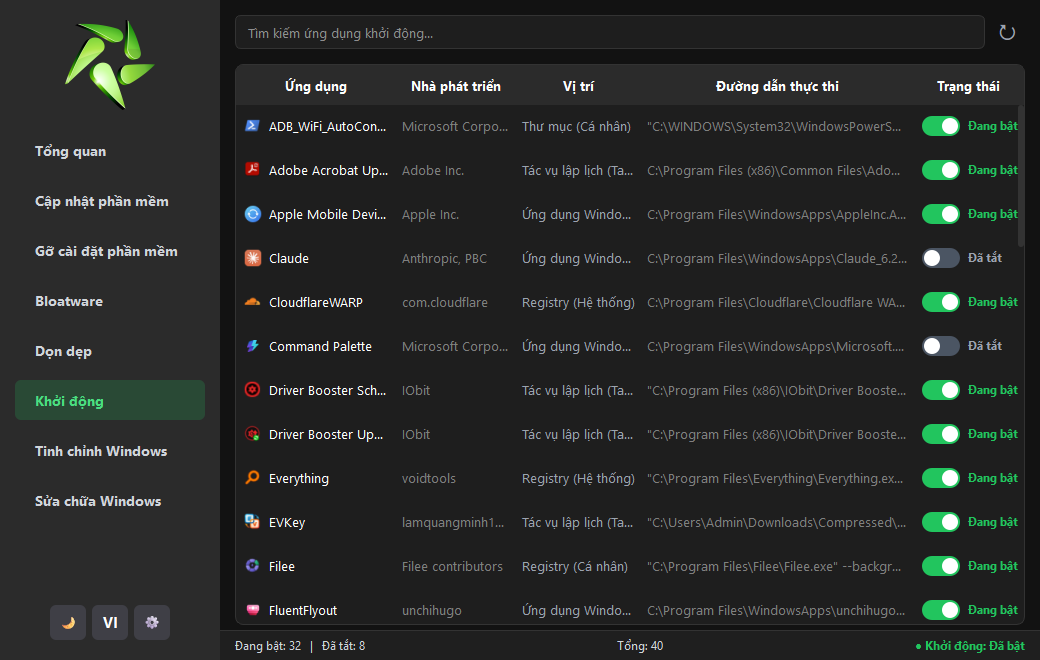 Tìm kiếm ứng dụng khởi động...
Tổng quan
Cập nhật phần mềm
Gỡ cài đặt phần mềm
Bloatware
Dọn dẹp
Khởi động
Tinh chỉnh Windows
Sửa chữa Windows
VI
Ứng dụng Nhà phát triển Vị trí Đường dẫn thực thi Trạng thái
ADB_WiFi_AutoCon... Microsoft Corpo... Thư mục (Cá nhân) "C:\WINDOWS\System32\WindowsPowerS... Đang bật
Adobe Acrobat Up... Adobe Inc. Tác vụ lập lịch (Ta... C:\Program Files (x86)\Common Files\Ado... Đang bật
Apple Mobile Devi... Apple Inc. Ứng dụng Windo... C:\Program Files\WindowsApps\AppleInc.A... Đang bật
Claude Anthropic, PBC Ứng dụng Windo... C:\Program Files\WindowsApps\Claude_6.2... Đã tắt
CloudflareWARP com.cloudflare Registry (Hệ thống) C:\Program Files\Cloudflare\Cloudflare WA... Đang bật
Command Palette Microsoft Corpo... Ứng dụng Windo... C:\Program Files\WindowsApps\Microsoft.... Đã tắt
Driver Booster Sch... IObit Tác vụ lập lịch (Ta... "C:\Program Files (x86)\IObit\Driver Booste... Đang bật
Driver Booster Up... IObit Tác vụ lập lịch (Ta... "C:\Program Files (x86)\IObit\Driver Booste... Đang bật
Everything voidtools Registry (Hệ thống) "C:\Program Files\Everything\Everything.ex... Đang bật
EVKey lamquangminh1... Tác vụ lập lịch (Ta... "C:\Users\Admin\Downloads\Compressed\... Đang bật
Filee Filee contributors Registry (Cá nhân) "C:\Program Files\Filee\Filee.exe" --backgr... Đang bật
FluentFlyout unchihugo Ứng dụng Windo... C:\Program Files\WindowsApps\unchihugo... Đang bật
Đang bật: 32 | Đã tắt: 8 Tổng: 40 ● Khởi động: Đã bật